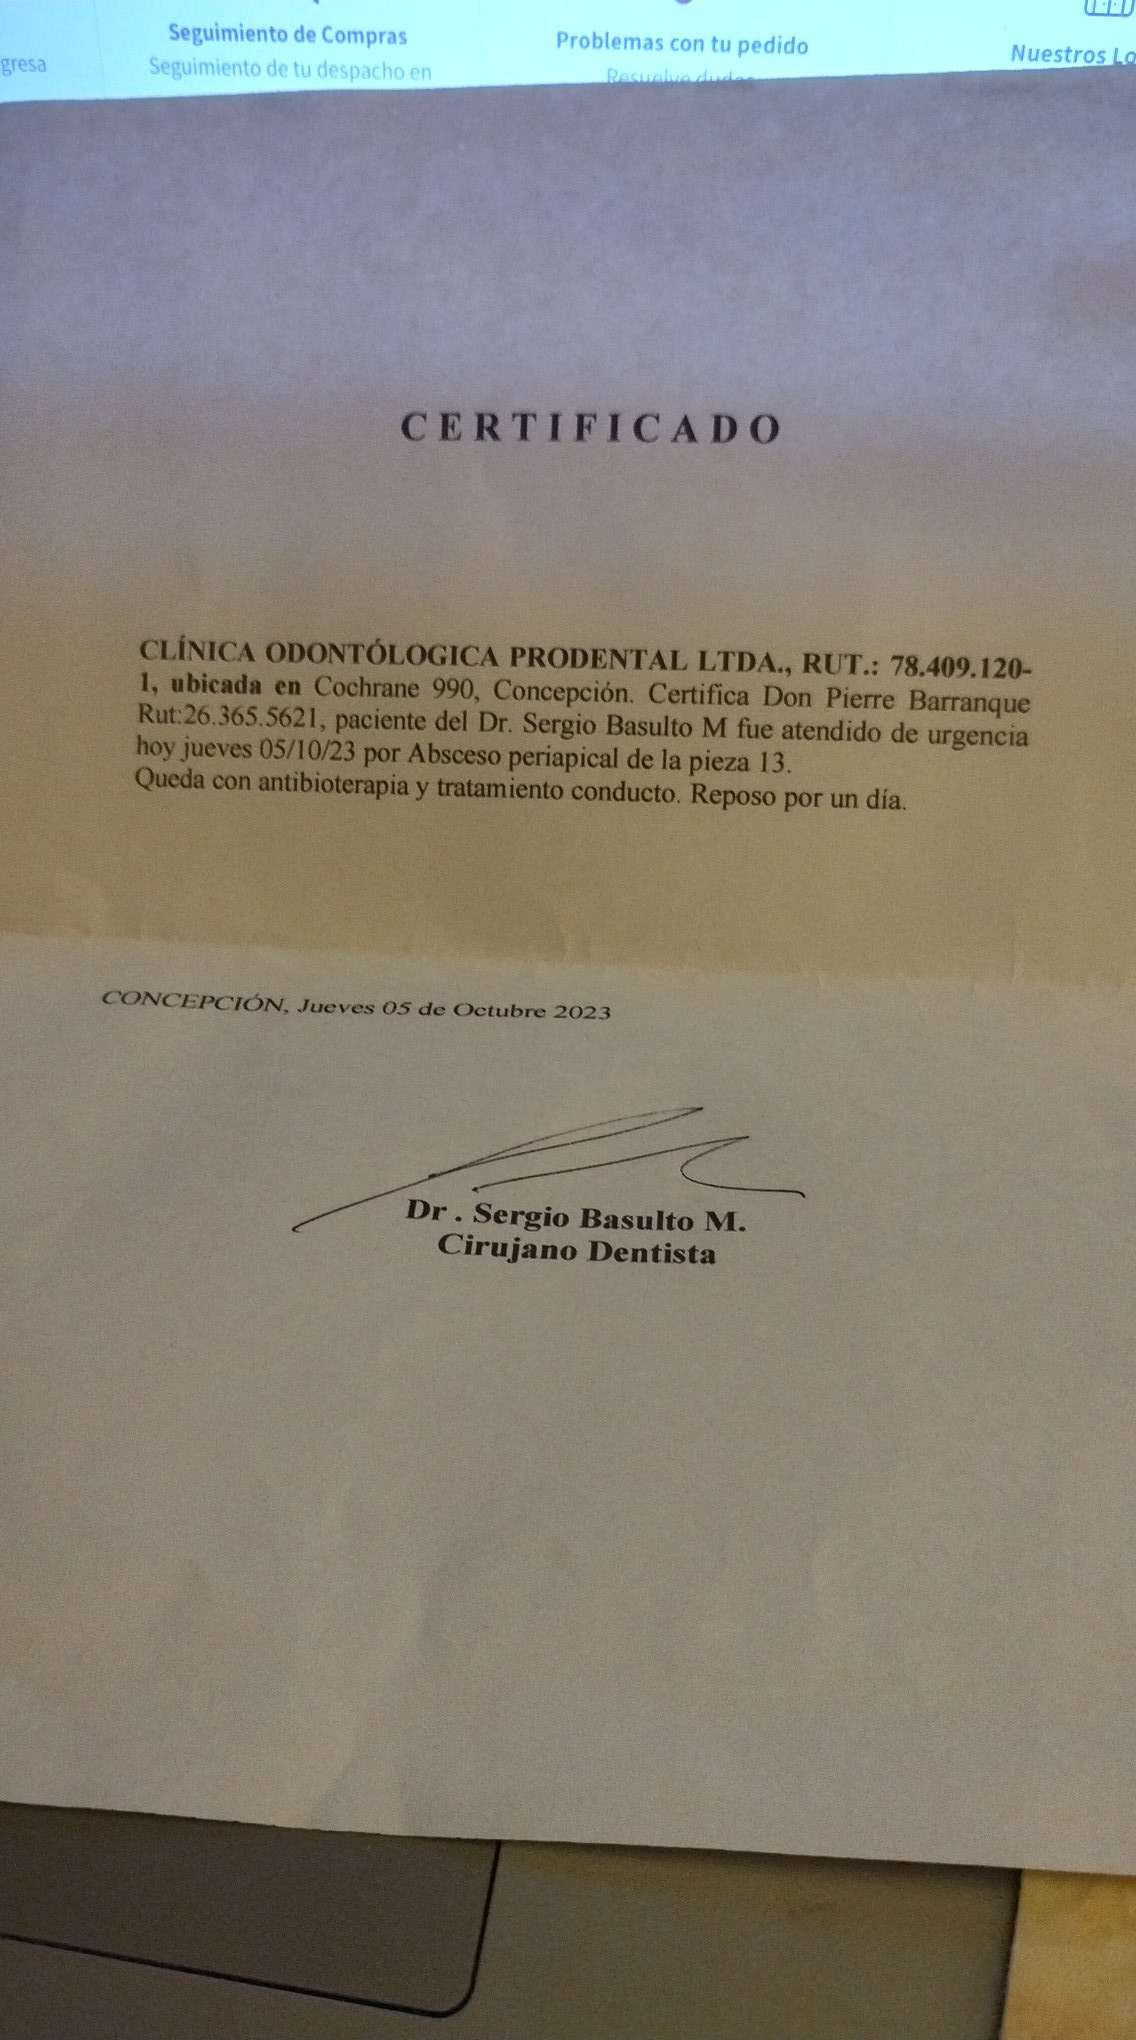 Seguimiento de Compras
Problemas con tu pedido
Nuestros Lo
gresa
Seguimiento de tu despacho en
Resuelve dudas
CERTIFICADO
CLÍNICA ODONTÓLOGICA PRODENTAL LTDA., RUT.: 78.409.120-
1, ubicada en Cochrane 990, Concepción. Certifica Don Pierre Barranque
Rut:26.365.5621, paciente del Dr. Sergio Basulto M fue atendido de urgencia
hoy jueves 05/10/23 por Absceso periapical de la pieza 13.
Queda con antibioterapia y tratamiento conducto. Reposo por un día.
CONCEPCIÓN, Jueves 05 de Octubre 2023
Dr . Sergio Basulto M.
Cirujano Dentista